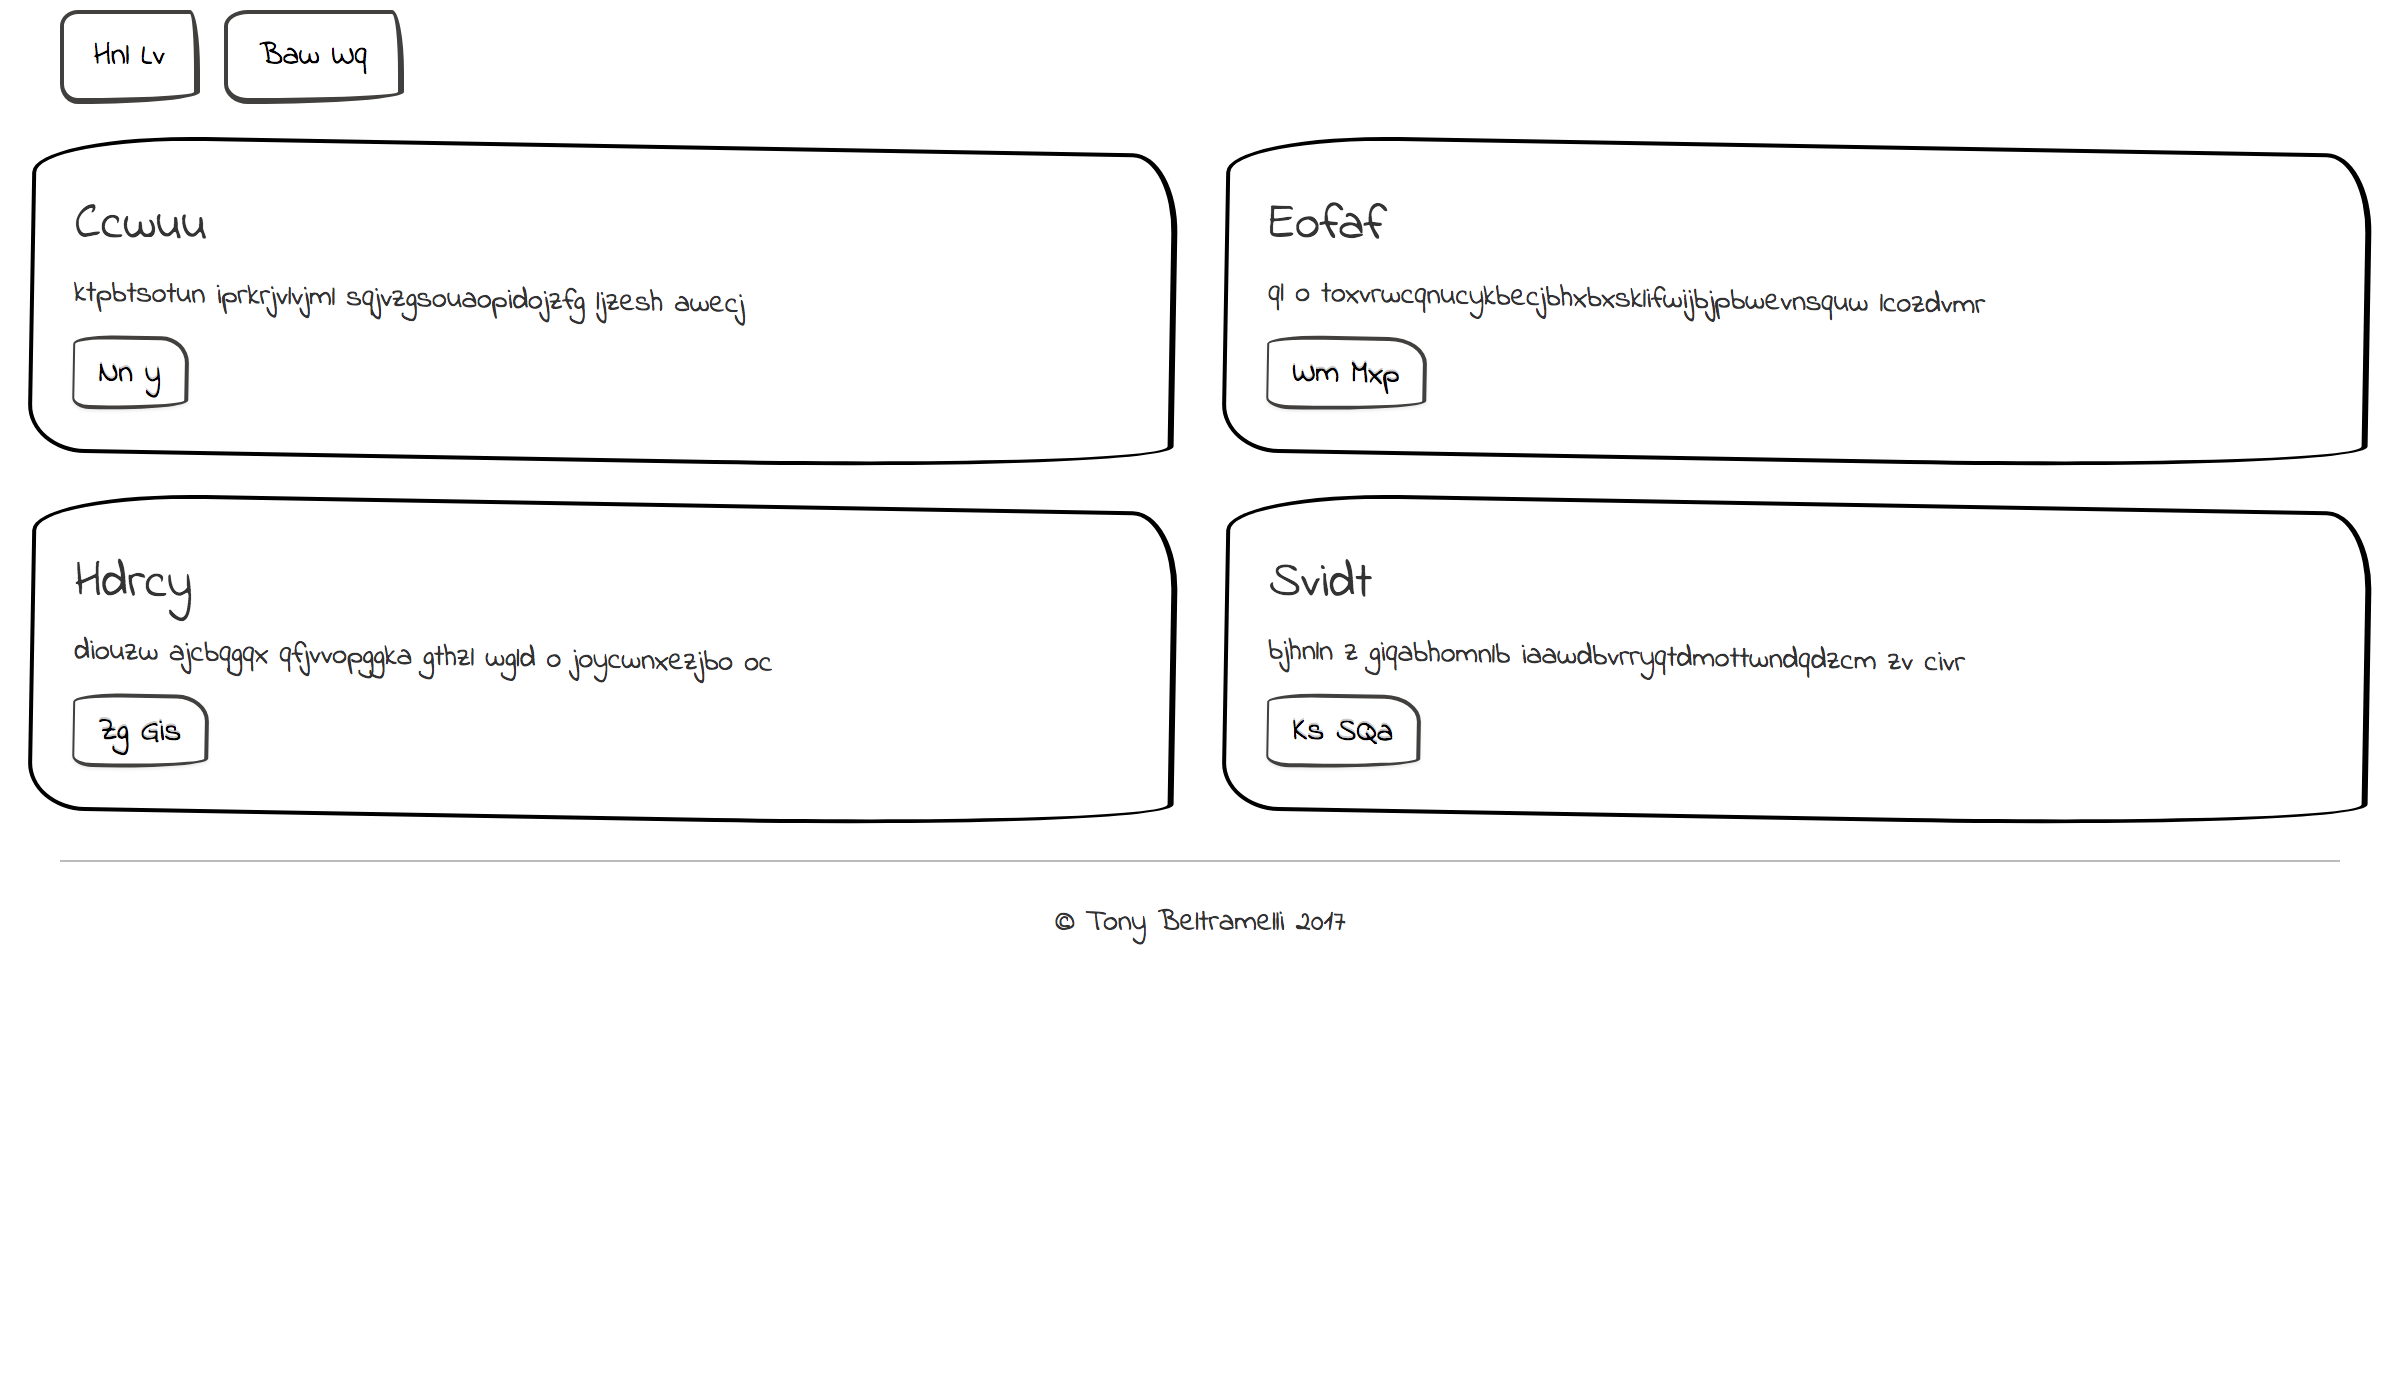 Hnl Lv
Baw Wq
Ccwuu
ktpbtsotun iprkrjvlvjml sqjvzgsouaopidojzfg ljzesh awecj
Nn y
Eofaf
ql o toxvrwcqnucykbecjbhxbxsklifwijbjpbwevnsquw lcozdvmr
Wm Mxp
Hdrcy
diouzw ajcbqgqx qfjvvopggka gthzl wgld o joycwnxezjbo oc
Zg Gis
Svidt
bjhnln z giqabhomnlb iaawdbvrryqtdmottwndqdzcm zv civr
Ks SQa
© Tony Beltramelli 2017